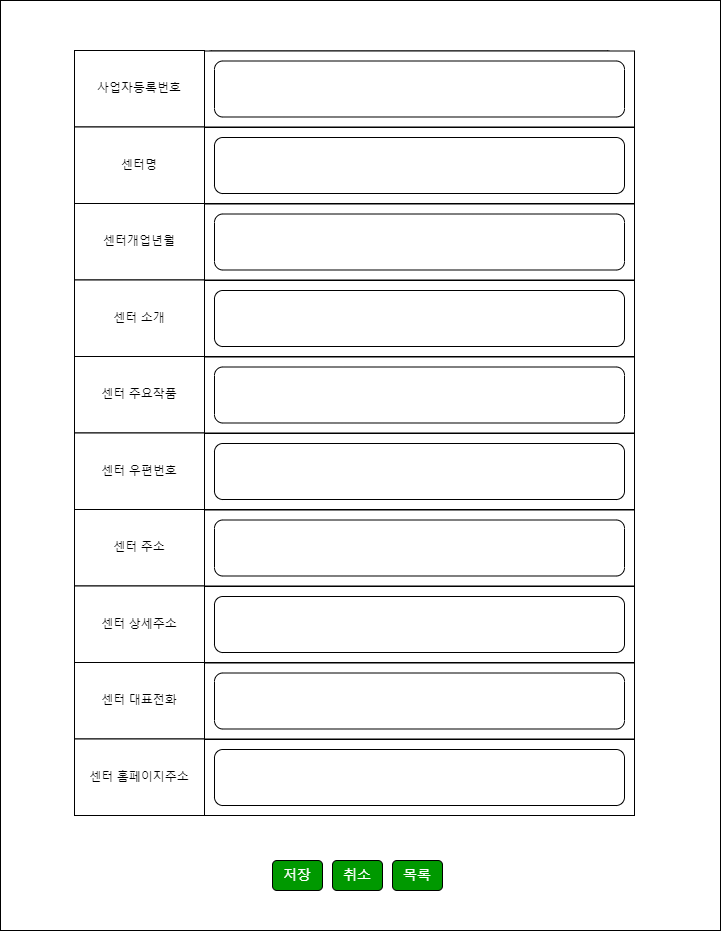 사업자등록번호
센터명
센터개업년월
센터 소개
센터 주요작품
센터 우편번호
센터 주소
센터 상세주소
센터 대표전화
센터 홈페이지주소
저장 취소 목록